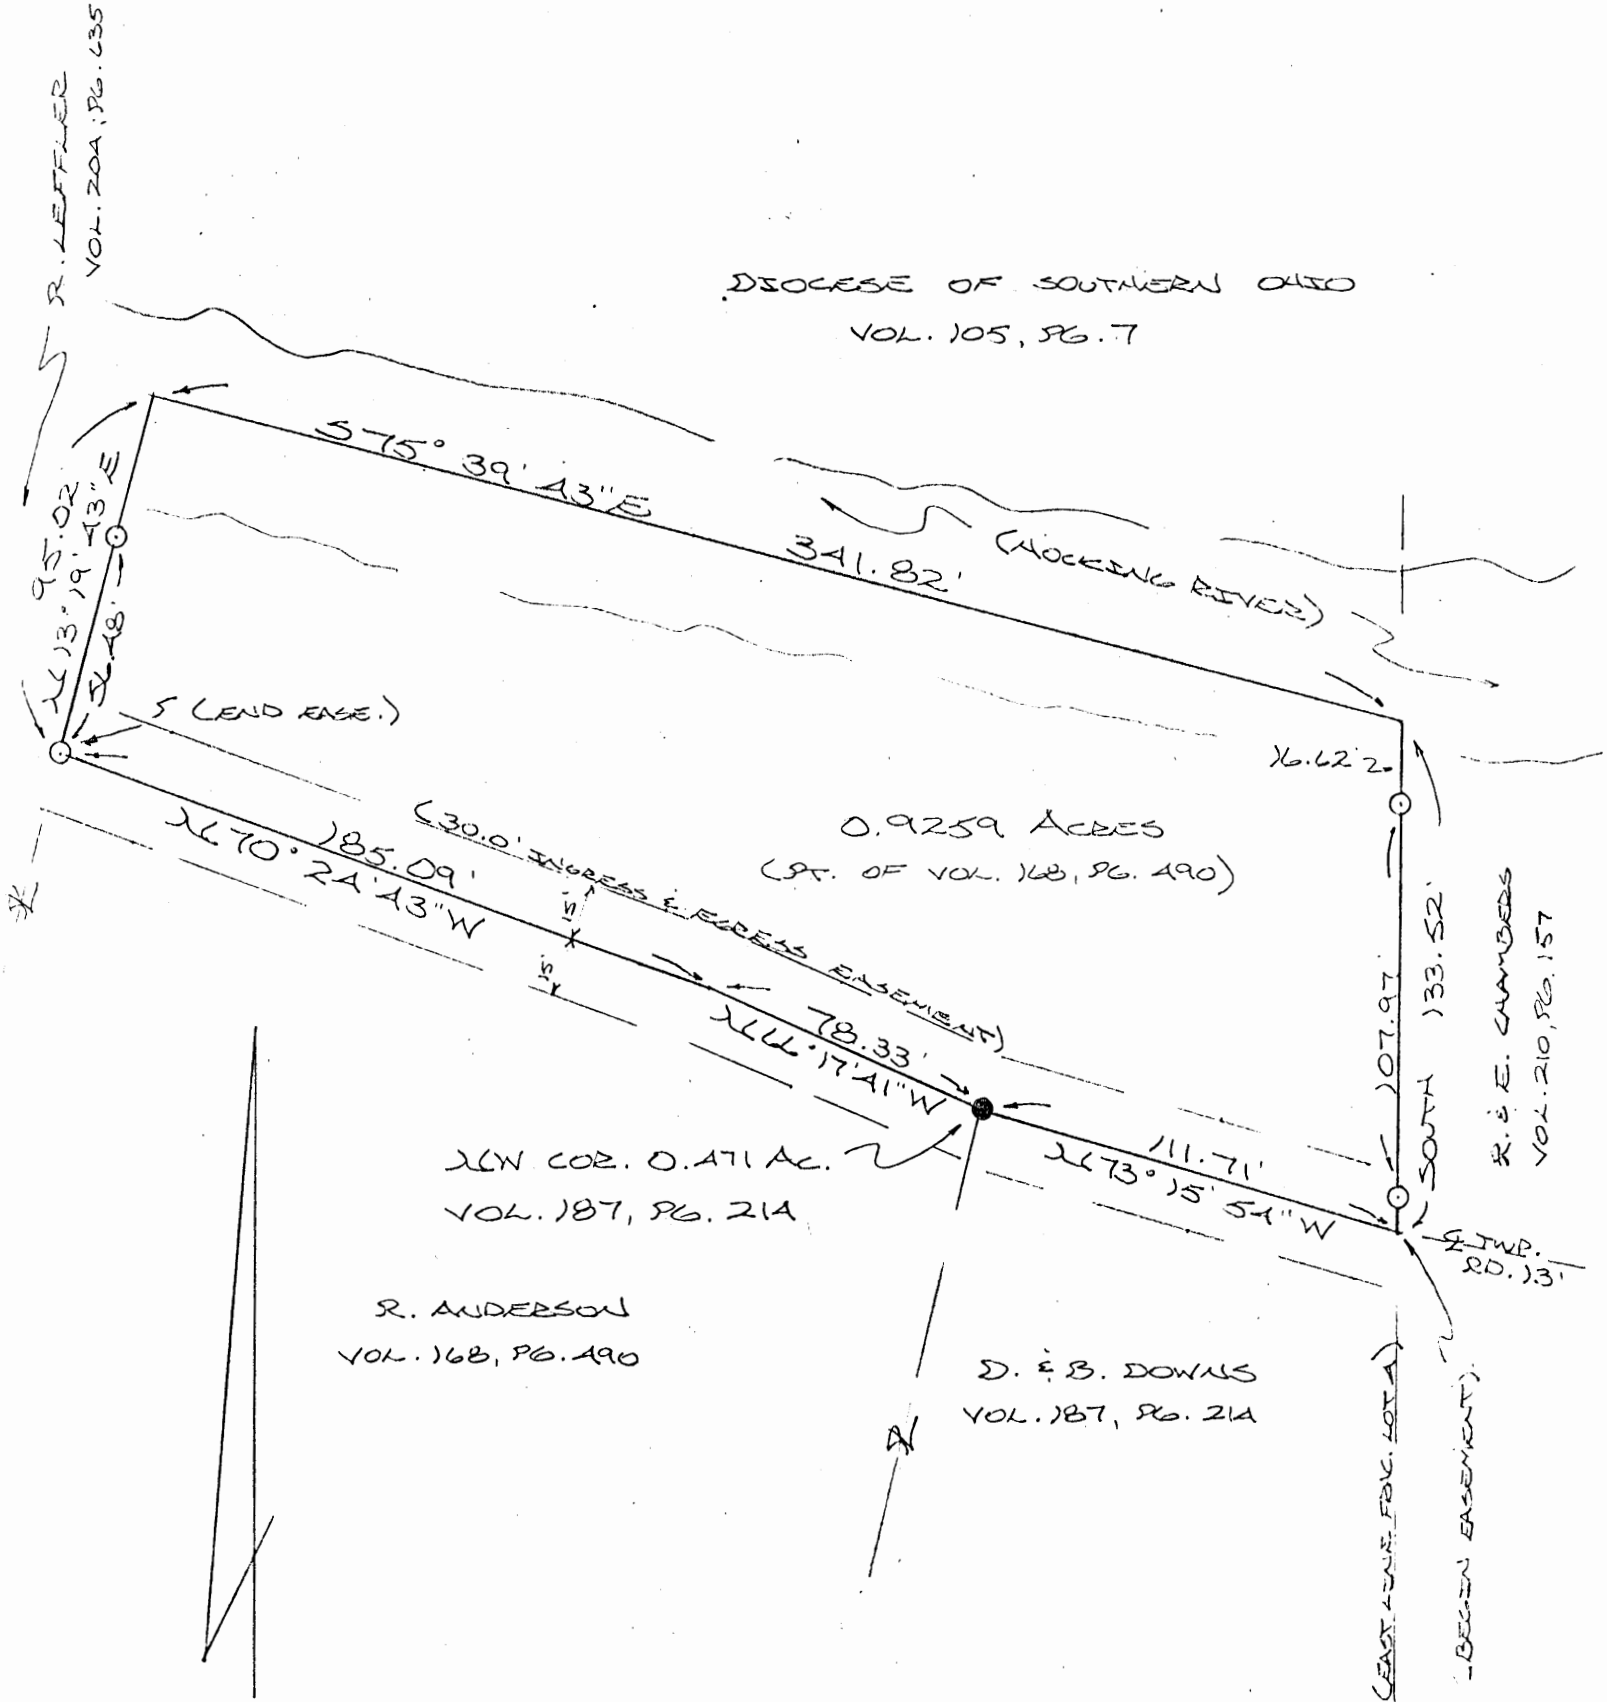 R. LEFFLER
VOL. 204, PG. 635
DIOCESE OF SOUTHERN OHIO
VOL. 105, PG. 7
S75° 39' 43"E
341.82'
(HOCKING RIVER)
95.02
N13° 19' 43"E
56.48'
(END EASE.)
16.62'
0.9259 ACRES
(PT. OF VOL. 168, PG. 490)
(30.0' INGRESS & EGRESS EASEMENT)
185.09'
N70° 24' 43"W
15'
15'
78.33'
N66° 17' 41"W
107.97'
SOUTH 133.52'
R. & E. CHAMBERS
VOL. 210, PG. 157
111.71'
N73° 15' 54"W
NW COR. 0.471 AC.
VOL. 187, PG. 214
℄ TWP.
RD. 13
R. ANDERSON
VOL. 168, PG. 490
D. & B. DOWNS
VOL. 187, PG. 214
(EAST LINE FRAC. LOT 4)
(BEGIN EASEMENT)